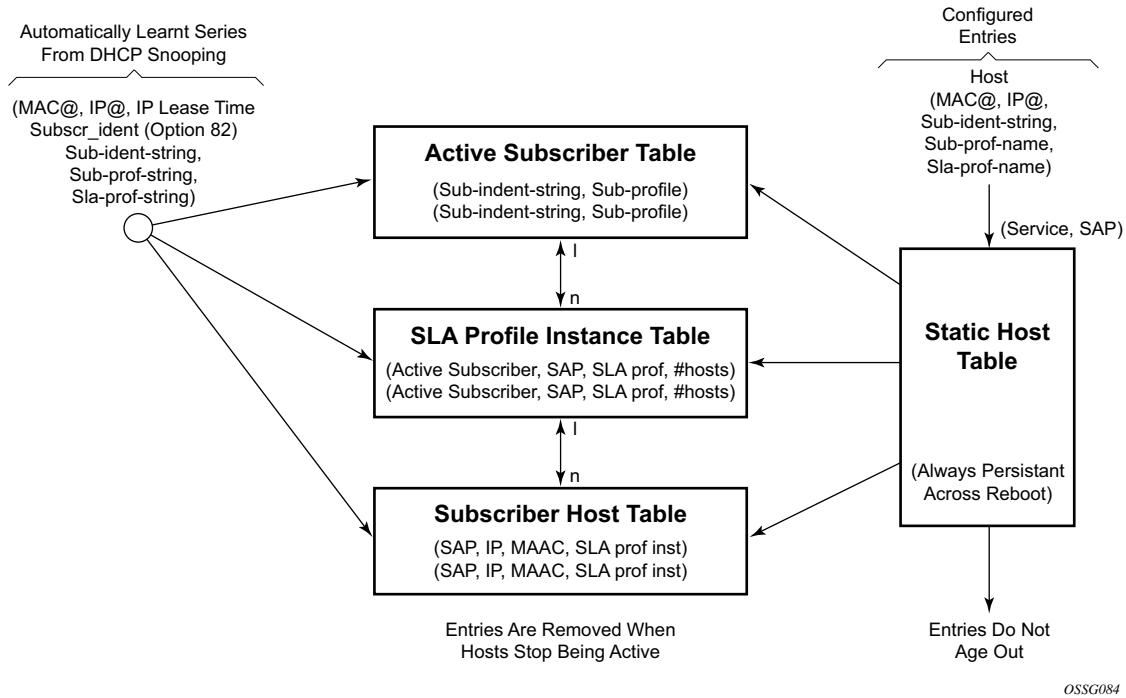 Automatically Learnt Series
From DHCP Snooping
(MAC@, IP@, IP Lease Time
Subscr_ident (Option 82)
Sub-ident-string,
Sub-prof-string,
Sla-prof-string)
Active Subscriber Table
(Sub-indent-string, Sub-profile)
(Sub-indent-string, Sub-profile)
l
n
SLA Profile Instance Table
(Active Subscriber, SAP, SLA prof, #hosts)
(Active Subscriber, SAP, SLA prof, #hosts)
l
n
Subscriber Host Table
(SAP, IP, MAAC, SLA prof inst)
(SAP, IP, MAAC, SLA prof inst)
Entries Are Removed When
Hosts Stop Being Active
Configured
Entries
Host
(MAC@, IP@,
Sub-ident-string,
Sub-prof-name,
Sla-prof-name)
(Service, SAP)
Static Host
Table
(Always Persistant
Across Reboot)
Entries Do Not
Age Out
OSSG084